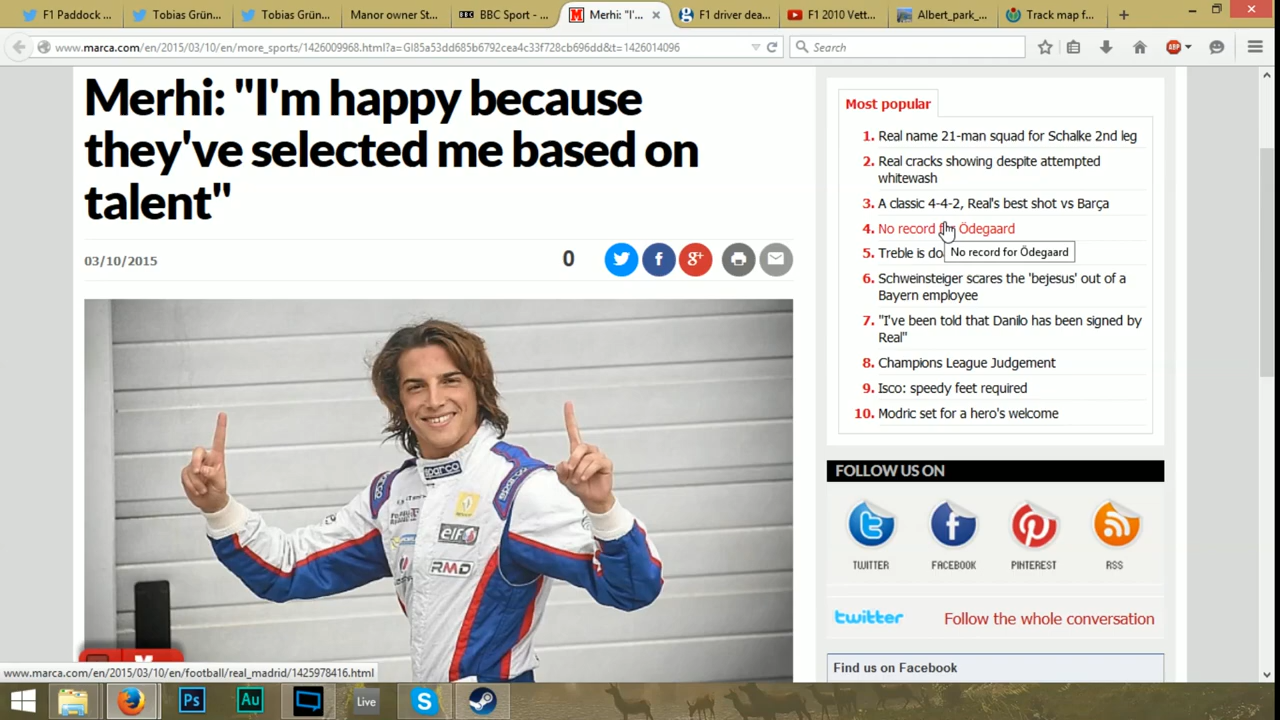 F1 Paddock ...
Tobias Grün...
Tobias Grün...
Manor owner St...
BBC Sport - ...
Merhi: "I'...
F1 driver dea...
F1 2010 Vett...
Albert_park_...
Track map f...
www.marca.com/en/2015/03/10/en/more_sports/1426009968.html?a=GI85a53dd685b6792cea4c33f728cb696dd&t=1426014096
Search
ABP
Merhi: "I'm happy because
they've selected me based on
talent"
03/10/2015
0
Most popular
1. Real name 21-man squad for Schalke 2nd leg
2. Real cracks showing despite attempted
whitewash
3. A classic 4-4-2, Real's best shot vs Barça
4. No record for Ödegaard
5. Treble is do
No record for Ödegaard
6. Schweinsteiger scares the 'bejesus' out of a
Bayern employee
7. "I've been told that Danilo has been signed by
Real"
8. Champions League Judgement
9. Isco: speedy feet required
10. Modric set for a hero's welcome
FOLLOW US ON
TWITTER
FACEBOOK
PINTEREST
RSS
twitter
Follow the whole conversation
Find us on Facebook
sparco
sparco
elf
RMD
www.marca.com/en/2015/03/10/en/football/real_madrid/1425978416.html
Ps
Au
Live